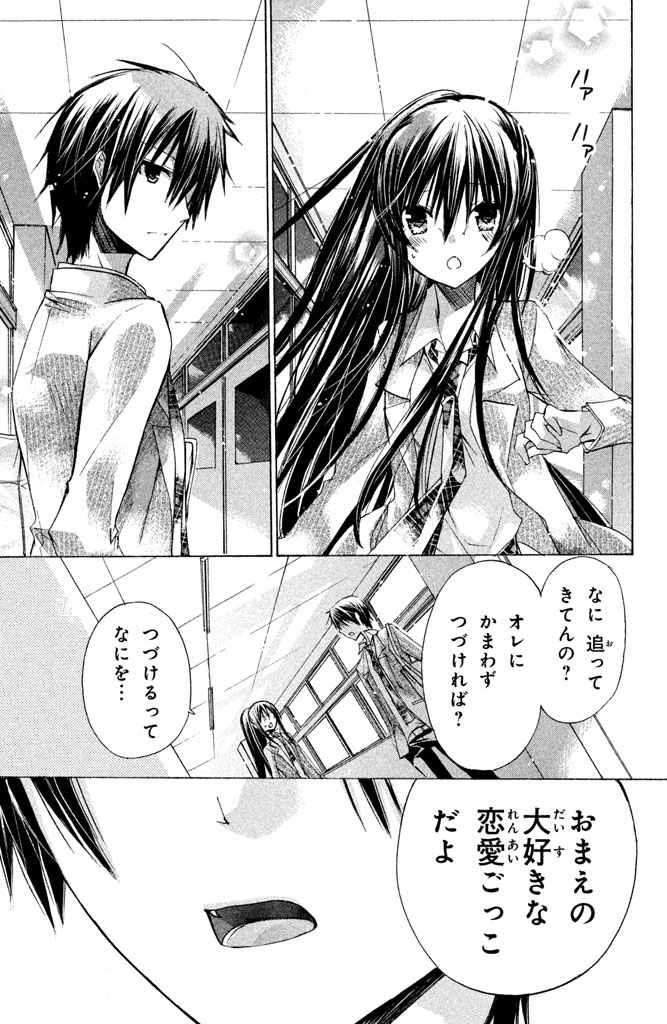 ハァ
ハァ
なに追って
きてんの?
オレに
かまわず
つづければ?
つづけるって
なにを…
おまえの
大好きな
恋愛ごっこ
だよ